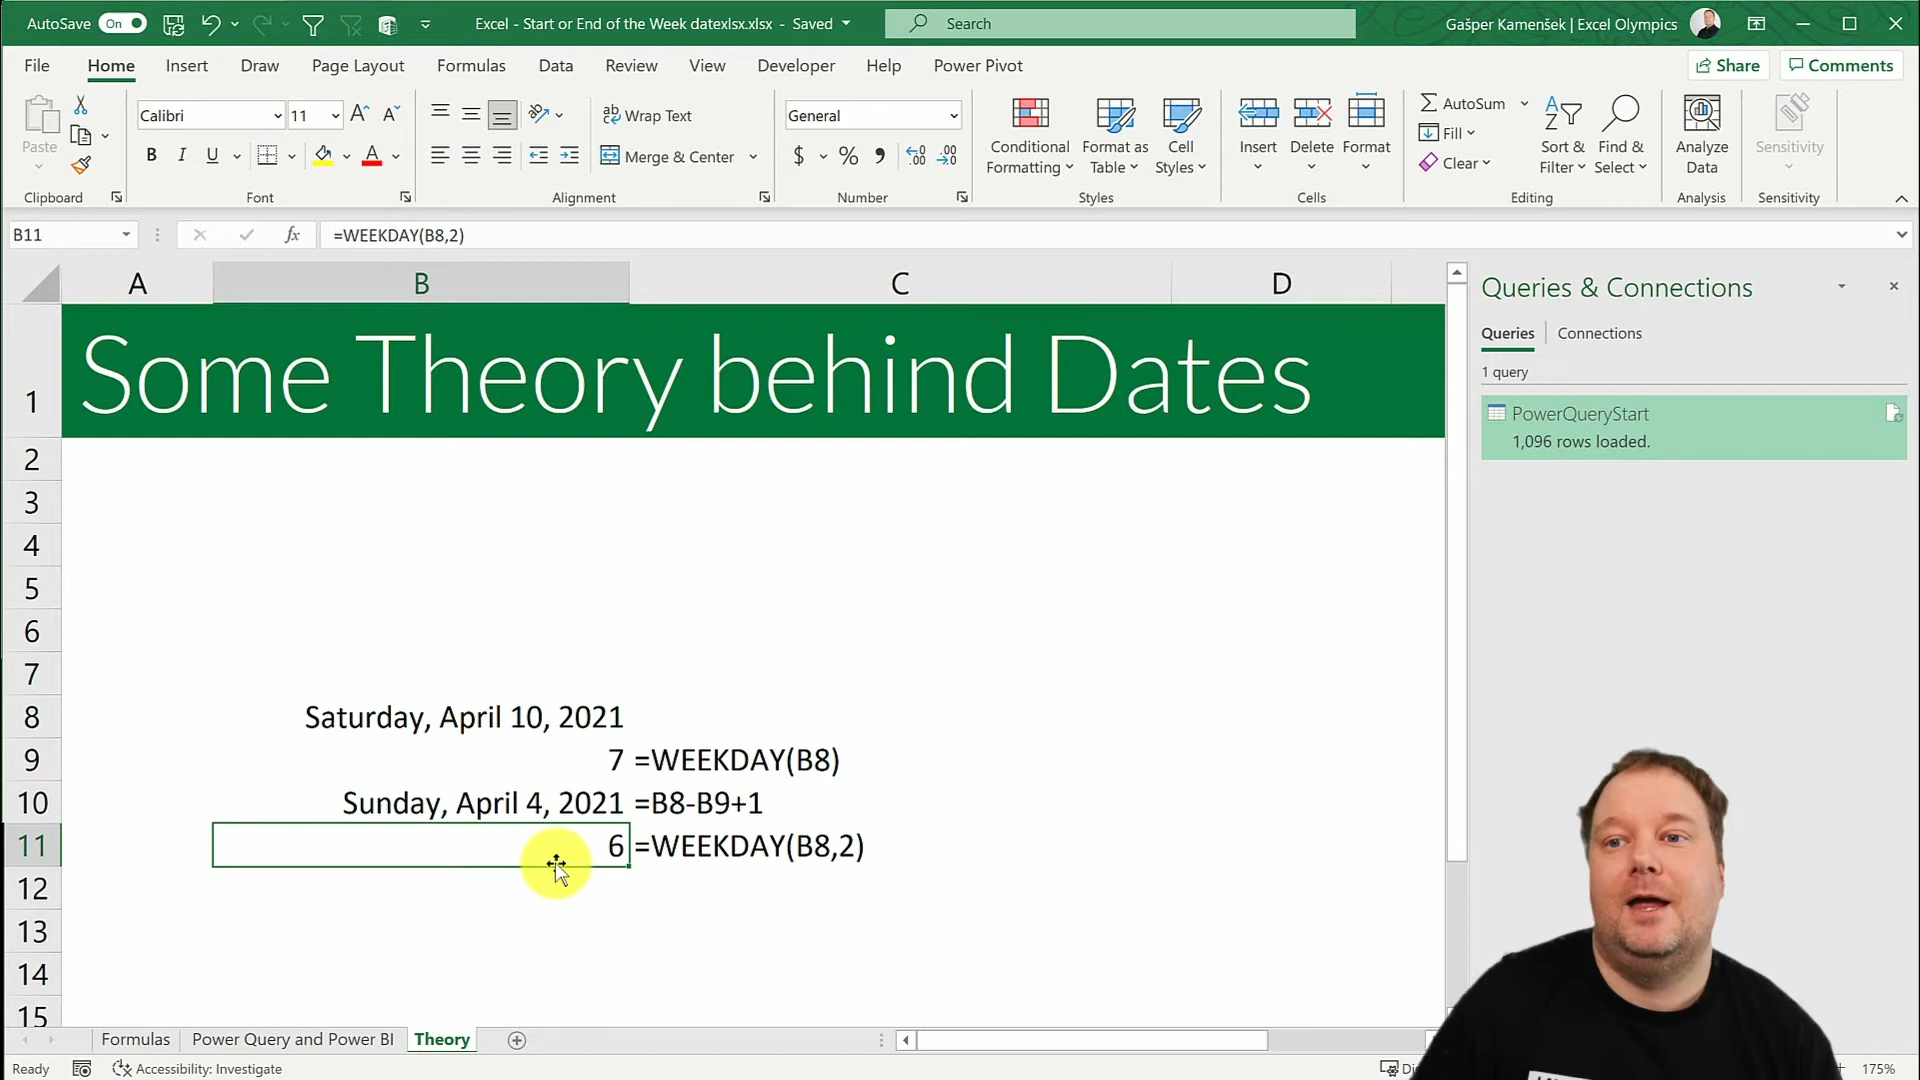 AutoSave On Excel - Start or End of the Week datexlsx.xlsx - Saved Search Gašper Kamenšek | Excel Olympics
File Home Insert Draw Page Layout Formulas Data Review View Developer Help Power Pivot Share Comments
Paste
Clipboard
Calibri 11
B I U A
Font
Wrap Text
Merge & Center
Alignment
General
$ % 9
Number
Conditional Formatting
Format as Table
Cell Styles
Styles
Insert Delete Format
Cells
AutoSum
Fill
Clear
Sort & Filter
Find & Select
Editing
Analyze Data
Analysis
Sensitivity
Sensitivity
B11 fx =WEEKDAY(B8,2)
A B C D
1 Some Theory behind Dates
2
3
4
5
6
7
8 Saturday, April 10, 2021
9 7 =WEEKDAY(B8)
10 Sunday, April 4, 2021 =B8-B9+1
11 6 =WEEKDAY(B8,2)
12
13
14
15
Queries & Connections
Queries Connections
1 query
PowerQueryStart
1,096 rows loaded.
Formulas Power Query and Power BI Theory
Ready Accessibility: Investigate 175%